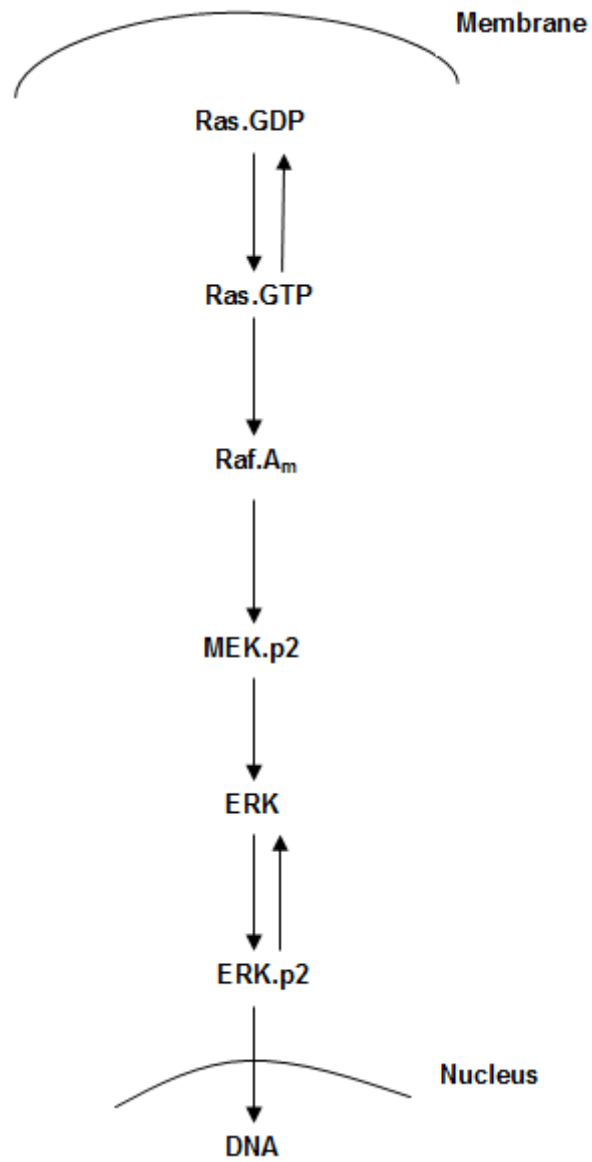 Membrane
Ras.GDP
Ras.GTP
Raf.Aₘ
MEK.p2
ERK
ERK.p2
Nucleus
DNA